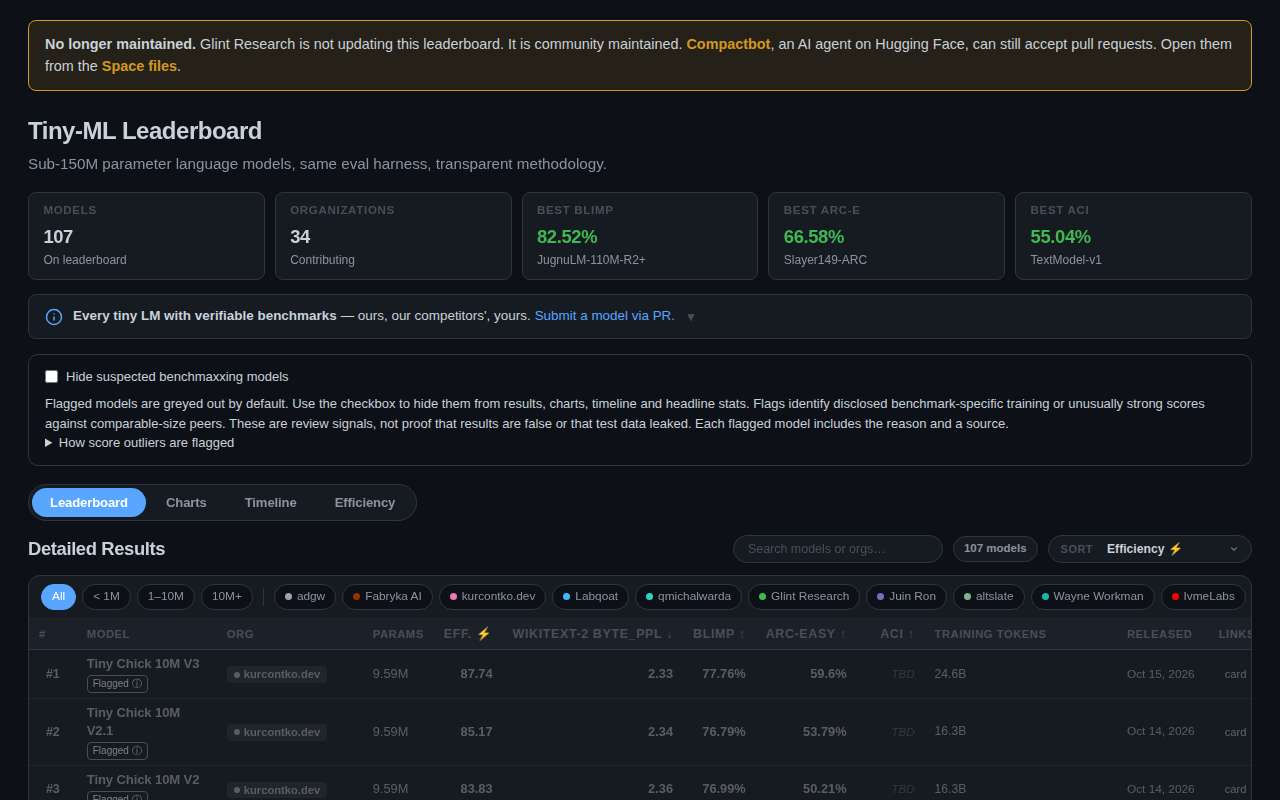 No longer maintained. Glint Research is not updating this leaderboard. It is community maintained. Compactbot, an AI agent on Hugging Face, can still accept pull requests. Open them
from the Space files.
Tiny-ML Leaderboard
Sub-150M parameter language models, same eval harness, transparent methodology.
MODELS
107
On leaderboard
ORGANIZATIONS
34
Contributing
BEST BLIMP
82.52%
JugnuLM-110M-R2+
BEST ARC-E
66.58%
Slayer149-ARC
BEST ACI
55.04%
TextModel-v1
Every tiny LM with verifiable benchmarks — ours, our competitors', yours. Submit a model via PR. ▼
Hide suspected benchmaxxing models
Flagged models are greyed out by default. Use the checkbox to hide them from results, charts, timeline and headline stats. Flags identify disclosed benchmark-specific training or unusually strong scores
against comparable-size peers. These are review signals, not proof that results are false or that test data leaked. Each flagged model includes the reason and a source.
▶ How score outliers are flagged
Leaderboard Charts Timeline Efficiency
Detailed Results
Search models or orgs…
107 models
SORT Efficiency ⚡
All < 1M 1–10M 10M+ adgw Fabryka AI kurcontko.dev Labqoat qmichalwarda Glint Research Juin Ron altslate Wayne Workman IvmeLabs
# MODEL ORG PARAMS EFF. ⚡ WIKITEXT-2 BYTE_PPL ↓ BLIMP ↑ ARC-EASY ↑ ACI ↑ TRAINING TOKENS RELEASED LINKS
#1 Tiny Chick 10M V3 kurcontko.dev 9.59M 87.74 2.33 77.76% 59.6% TBD 24.6B Oct 15, 2026 card
Flagged ⓘ
#2 Tiny Chick 10M V2.1 kurcontko.dev 9.59M 85.17 2.34 76.79% 53.79% TBD 16.3B Oct 14, 2026 card
Flagged ⓘ
#3 Tiny Chick 10M V2 kurcontko.dev 9.59M 83.83 2.36 76.99% 50.21% TBD 16.3B Oct 14, 2026 card
Flagged ⓘ